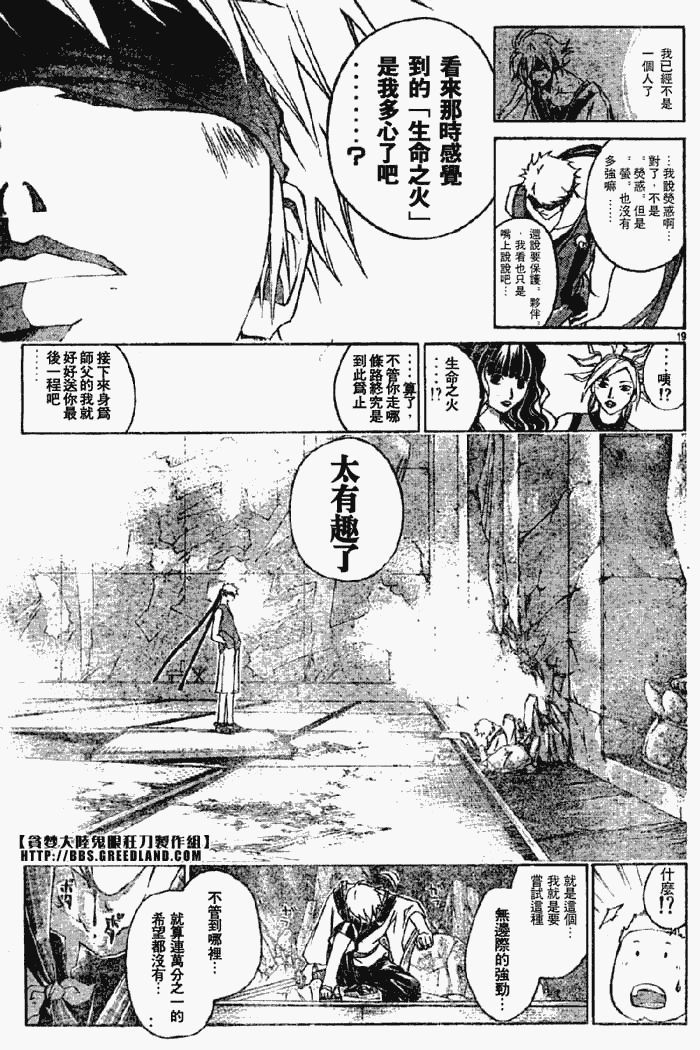 我已經不是
一個人了
…我說熒惑啊…
對了,不是
〝熒惑〞但是
〝螢〞也沒有
多強嘛
……
還說要保護〝夥伴〞
,我看也只是
嘴上說說吧…
看來那時感覺
到的「生命之火」
是我多心了吧
………?
19
…咦!?
生命之火
…!?
…算了,
不管你走哪
條路終究是
到此為止
…
接下來身為
師父的我就
好好送你最
後一程吧
太有趣了
【貪婪大陸鬼眼狂刀製作組】
HTTP://BBS.GREEDLAND.COM
什麼!?
就是這個…
我就是要
嘗試這種
無邊際的強勁…
不管到哪裡…
就算連萬分之一的
希望都沒有…
…